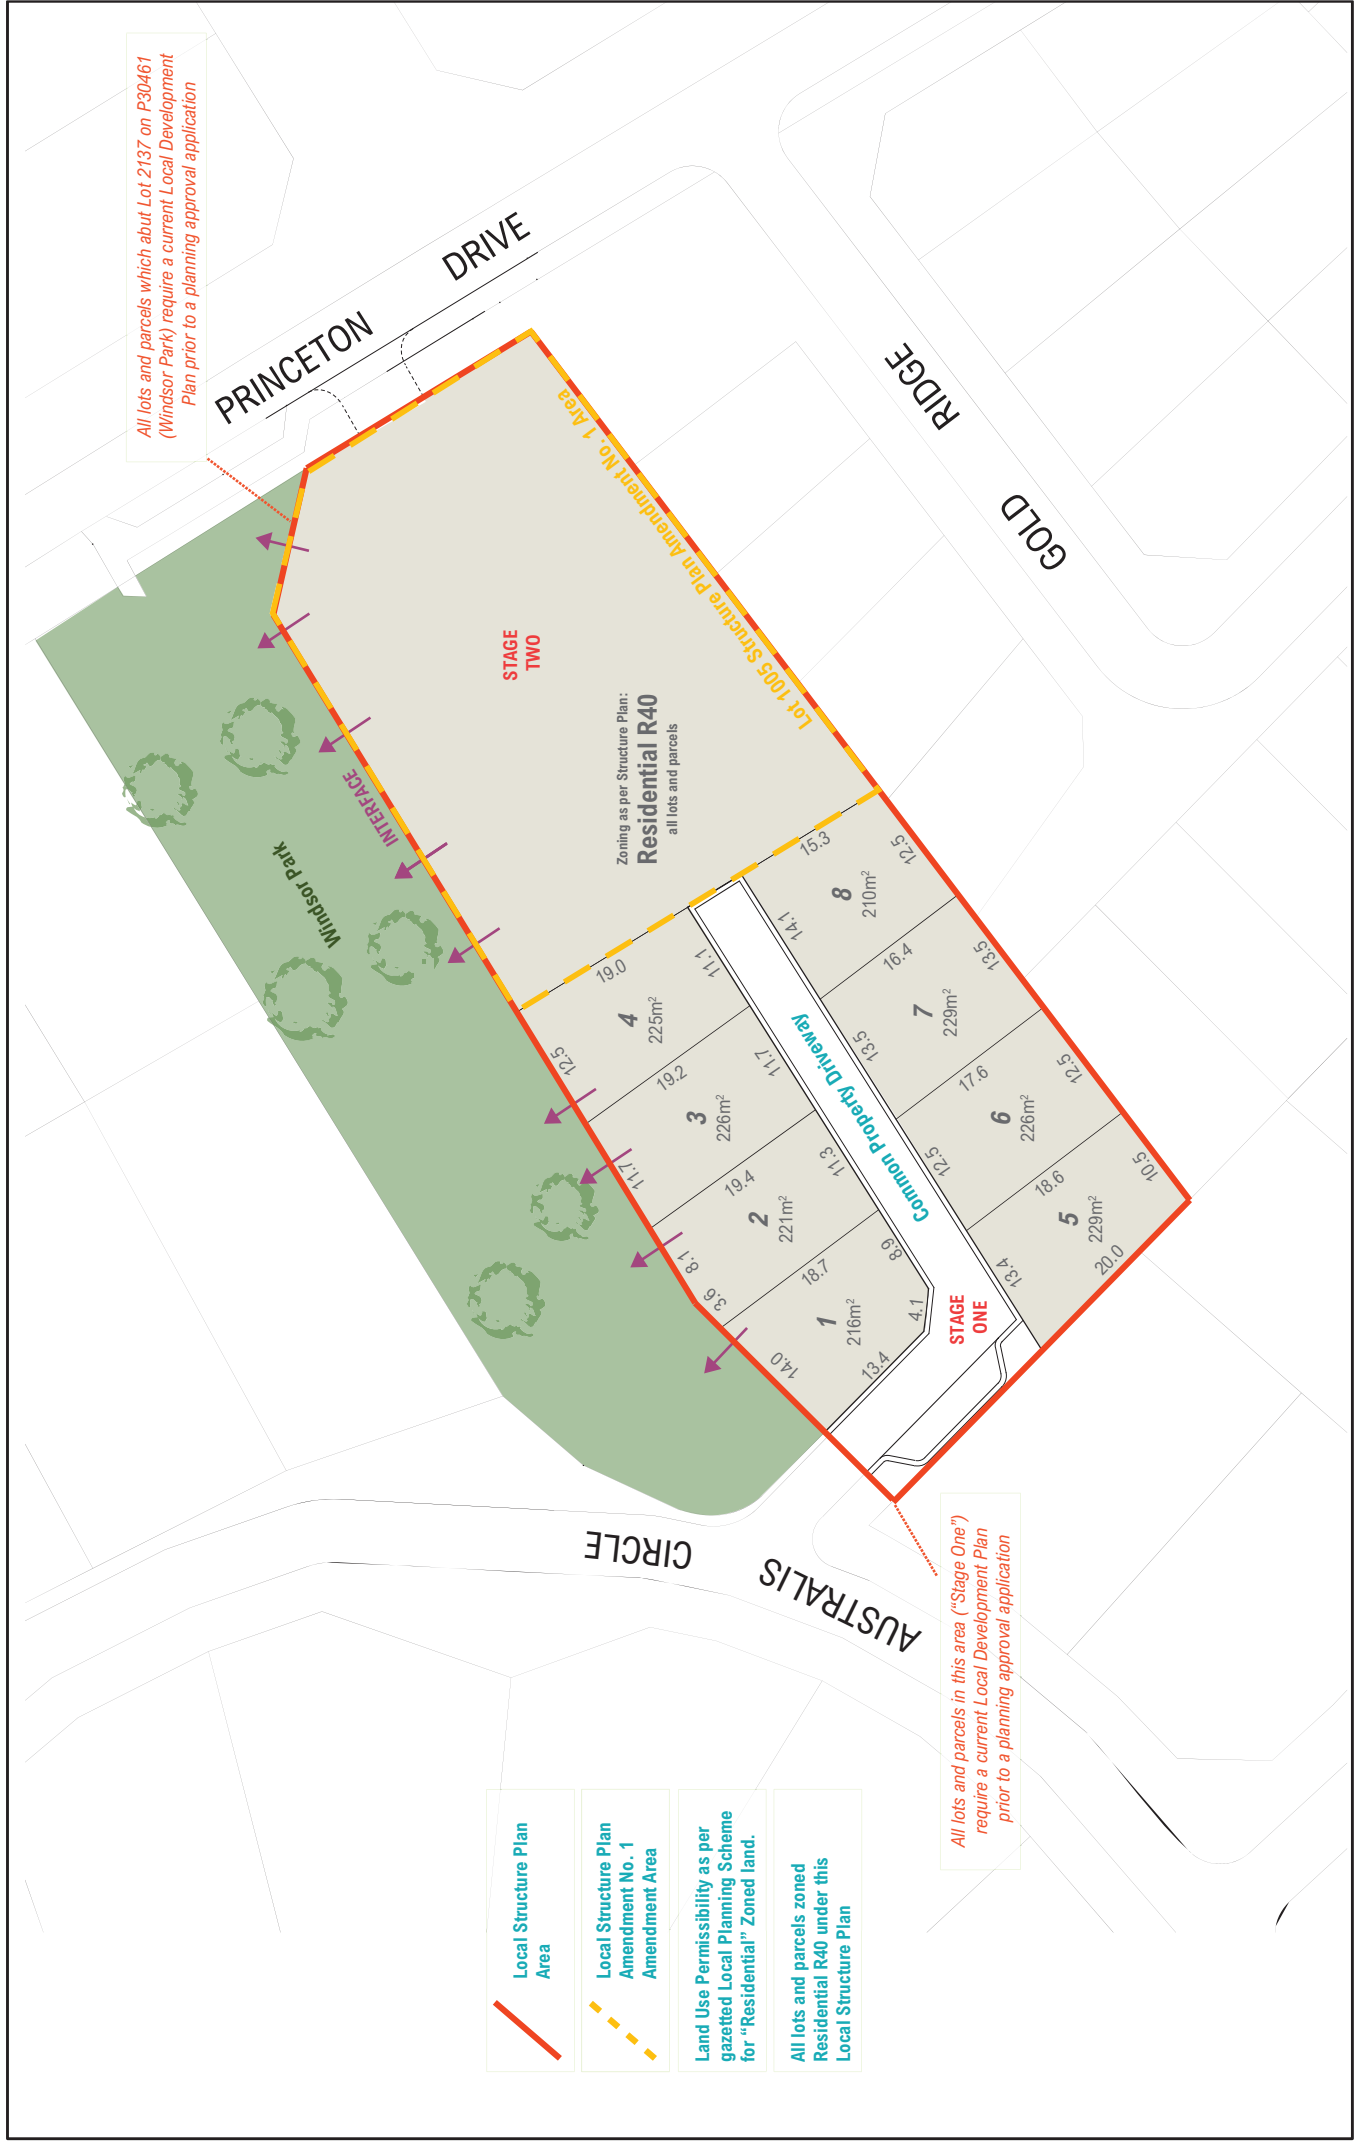 All lots and parcels which abut Lot 2137 on P30461
(Windsor Park) require a current Local Development
Plan prior to a planning approval application
PRINCETON
DRIVE
RIDGE
GOLD
Lot 1005 Structure Plan Amendment No. 1 Area
STAGE
TWO
Zoning as per Structure Plan:
Residential R40
all lots and parcels
INTERFACE
Windsor Park
19.0
12.5
4
225m²
11.1
19.2
3
226m²
11.7
11.7
19.4
2
221m²
11.3
8.1
3.6
18.7
8.9
1
216m²
14.0
13.4
4.1
Common Property Driveway
15.3
14.1
8
210m²
12.5
16.4
7
229m²
13.5
13.5
17.6
6
226m²
12.5
12.5
18.6
5
229m²
13.4
10.5
20.0
STAGE
ONE
CIRCLE
AUSTRALIS
All lots and parcels in this area (“Stage One”)
require a current Local Development Plan
prior to a planning approval application
Local Structure Plan
Area
Local Structure Plan
Amendment No. 1
Amendment Area
Land Use Permissibility as per
gazetted Local Planning Scheme
for “Residential” Zoned land.
All lots and parcels zoned
Residential R40 under this
Local Structure Plan